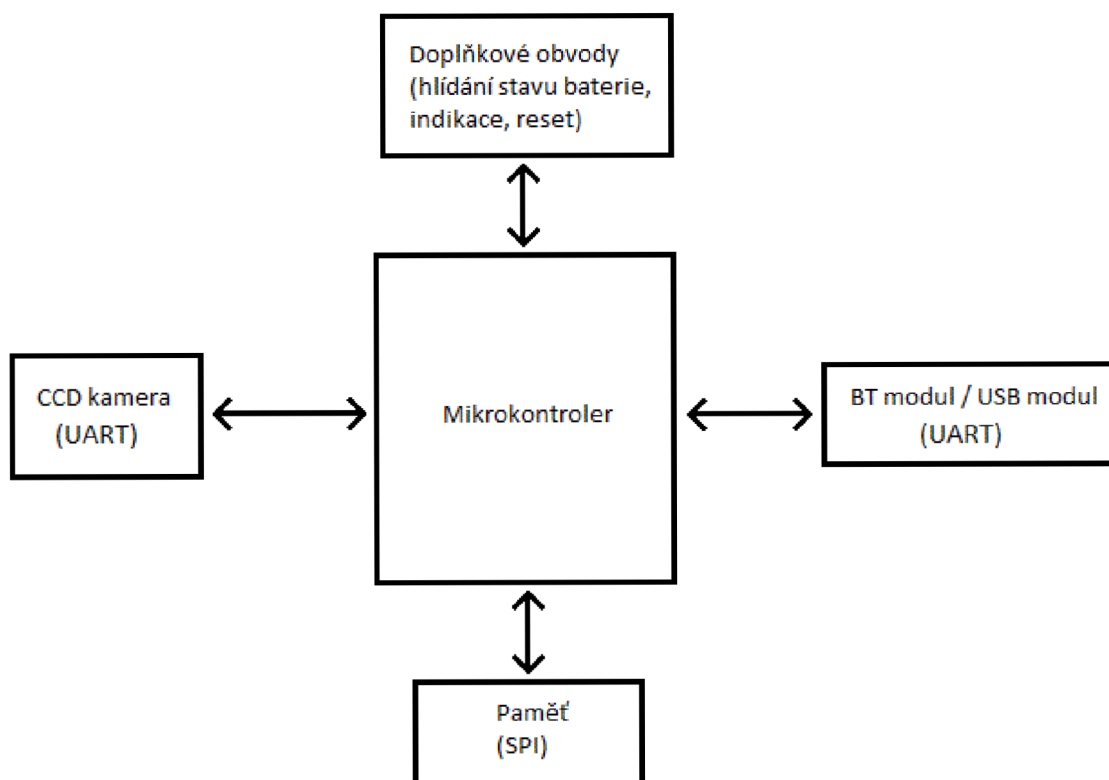 Doplňkové obvody
(hlídání stavu baterie,
indikace, reset)
CCD kamera
(UART)
Mikrokontroler
BT modul / USB modul
(UART)
Paměť
(SPI)